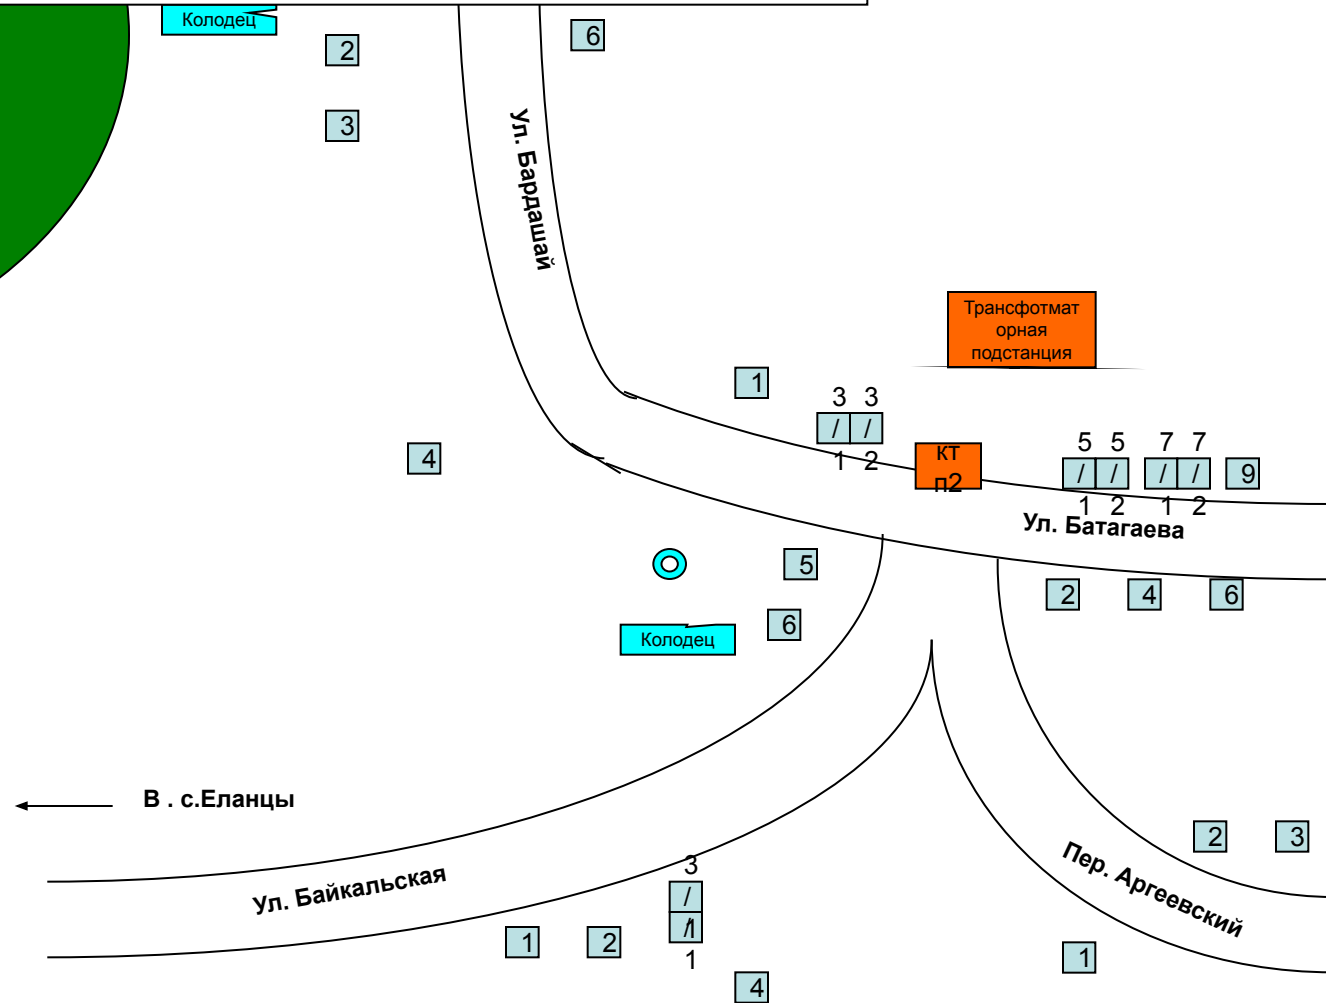 Колодец
6
2
3
Ул. Бардашай
Трансфотмат
орная
подстанция
1
3 3
/ /
1 2
4
кт
п2
5 5 7 7
/ / / / 9
1 2 1 2
Ул. Батагаева
5
2 4 6
6
Колодец
В . с.Еланцы
2 3
Пер. Аргеевский
Ул. Байкальская
3
/
1 2
1
1
4